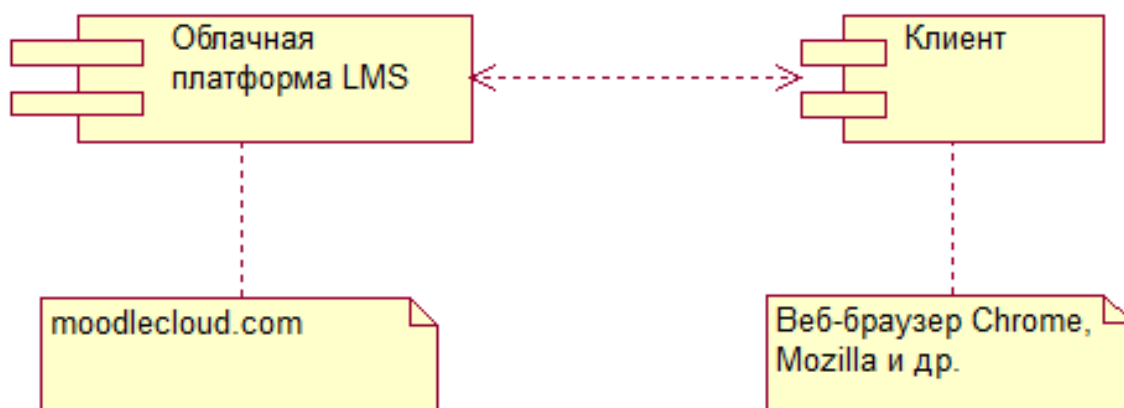 Облачная
платформа LMS
Клиент
moodlecloud.com
Веб-браузер Chrome,
Mozilla и др.